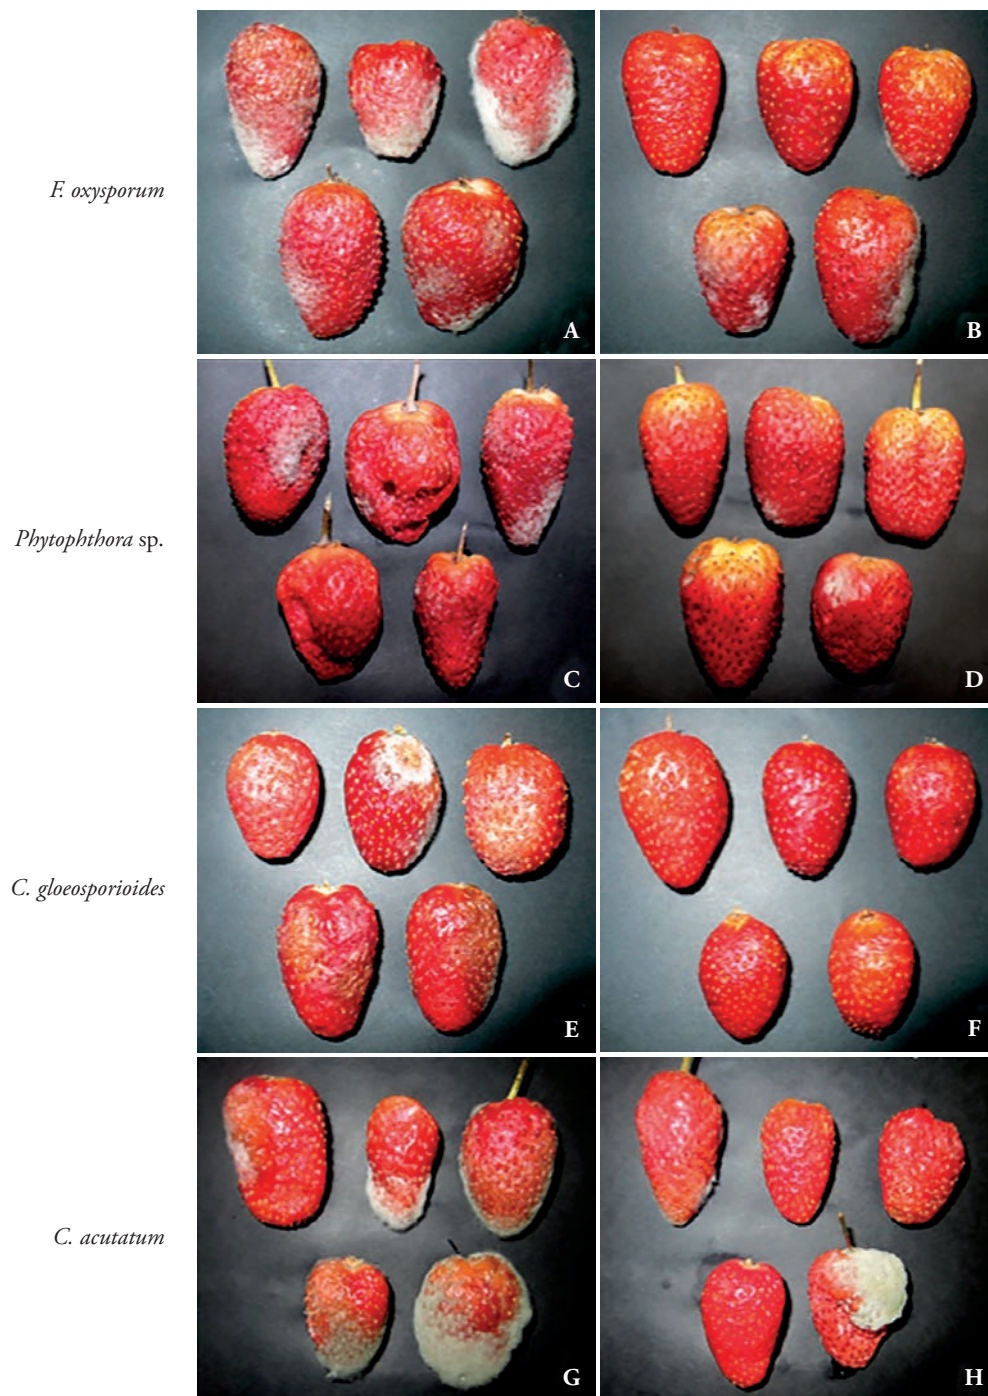 F. oxysporum
A
B
Phytophthora sp.
C
D
C. gloeosporioides
E
F
C. acutatum
G
H